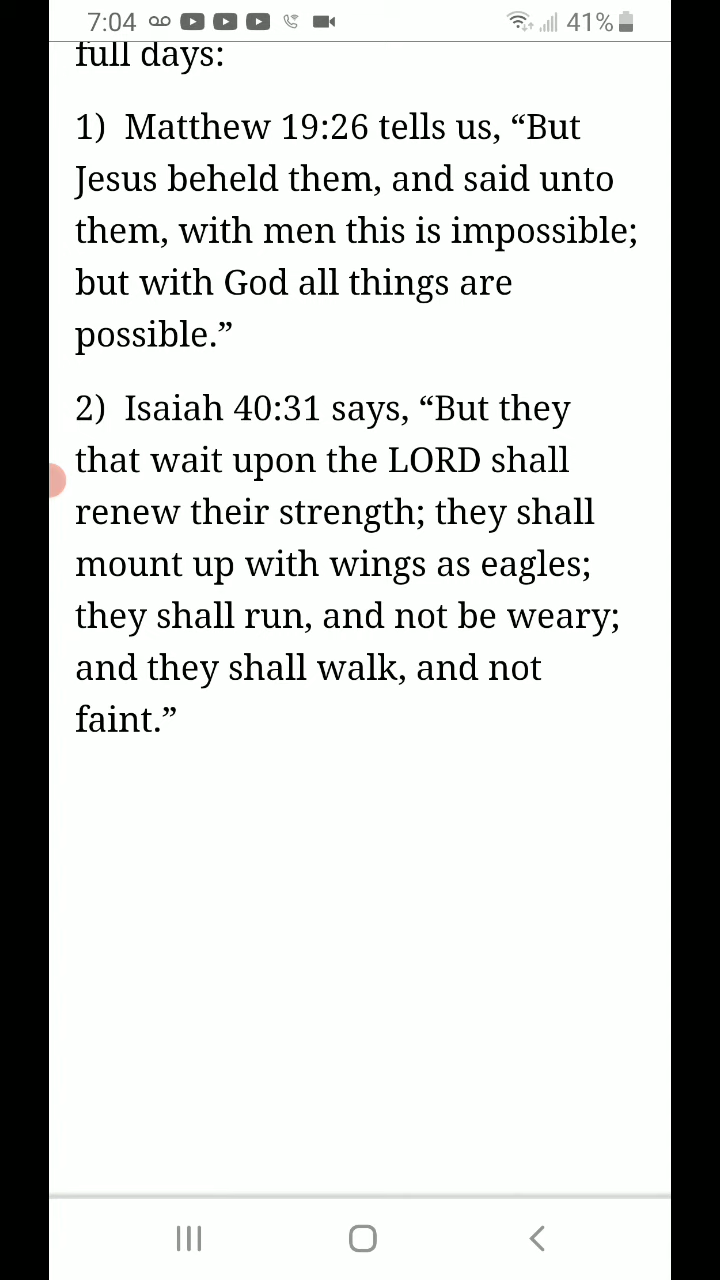 7:04 41%
full days:
1) Matthew 19:26 tells us, “But
Jesus beheld them, and said unto
them, with men this is impossible;
but with God all things are
possible.”
2) Isaiah 40:31 says, “But they
that wait upon the LORD shall
renew their strength; they shall
mount up with wings as eagles;
they shall run, and not be weary;
and they shall walk, and not
faint.”